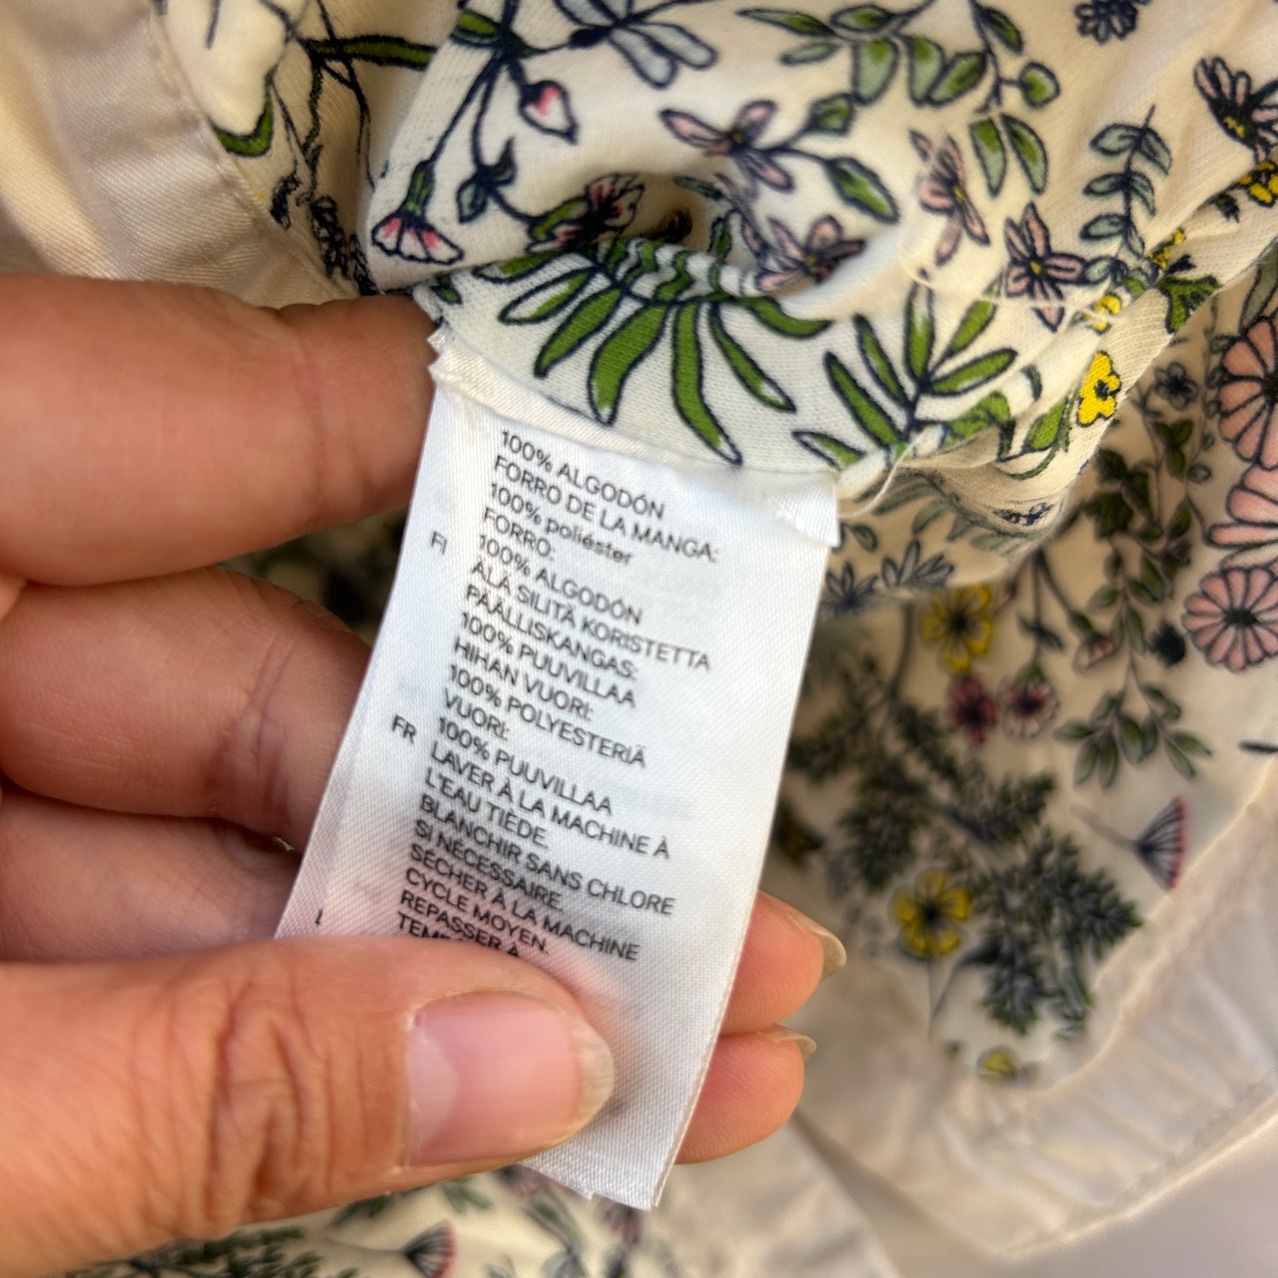 100% ALGODÓN
FORRO DE LA MANGA:
100% poliéster
FORRO:
100% ALGODÓN
FI ÄLÄ SILITÄ KORISTETTA
PÄÄLLISKANGAS:
100% PUUVILLAA
HIHAN VUORI:
100% POLYESTERIÄ
VUORI:
100% PUUVILLAA
FR LAVER À LA MACHINE À
L'EAU TIÈDE.
BLANCHIR SANS CHLORE
SI NÉCESSAIRE.
SÉCHER À LA MACHINE
CYCLE MOYEN.
REPASSER À